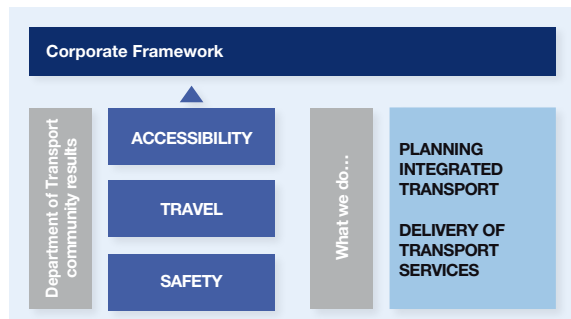 Corporate Framework
Department of Transport
community results
ACCESSIBILITY
TRAVEL
SAFETY
What we do...
PLANNING
INTEGRATED
TRANSPORT
DELIVERY OF
TRANSPORT
SERVICES